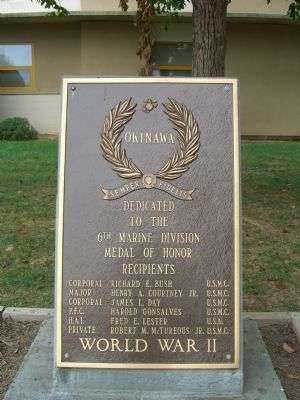 OKINAWA
SEMPER FIDELIS
DEDICATED
TO THE
6TH MARINE DIVISION
MEDAL OF HONOR
RECIPIENTS
CORPORAL RICHARD E. BUSH U.S.M.C.
MAJOR HENRY A. COURTNEY JR. U.S.M.C.
CORPORAL JAMES L. DAY U.S.M.C.
P.F.C. HAROLD GONSALVES U.S.M.C.
H.A.1. FRED F. LESTER U.S.N.
PRIVATE ROBERT M. McTUREOUS JR. U.S.M.C.
WORLD WAR II